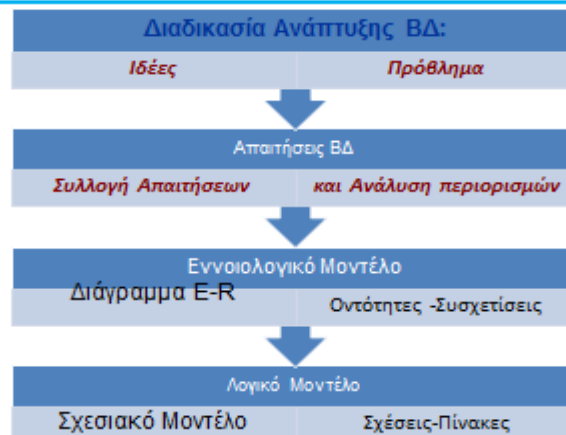 Διαδικασία Ανάπτυξης ΒΔ:
Ιδέες Πρόβλημα
Απαιτήσεις ΒΔ
Συλλογή Απαιτήσεων και Ανάλυση περιορισμών
Εννοιολογικό Μοντέλο
Διάγραμμα E-R Οντότητες -Συσχετίσεις
Λογικό Μοντέλο
Σχεσιακό Μοντέλο Σχέσεις-Πίνακες